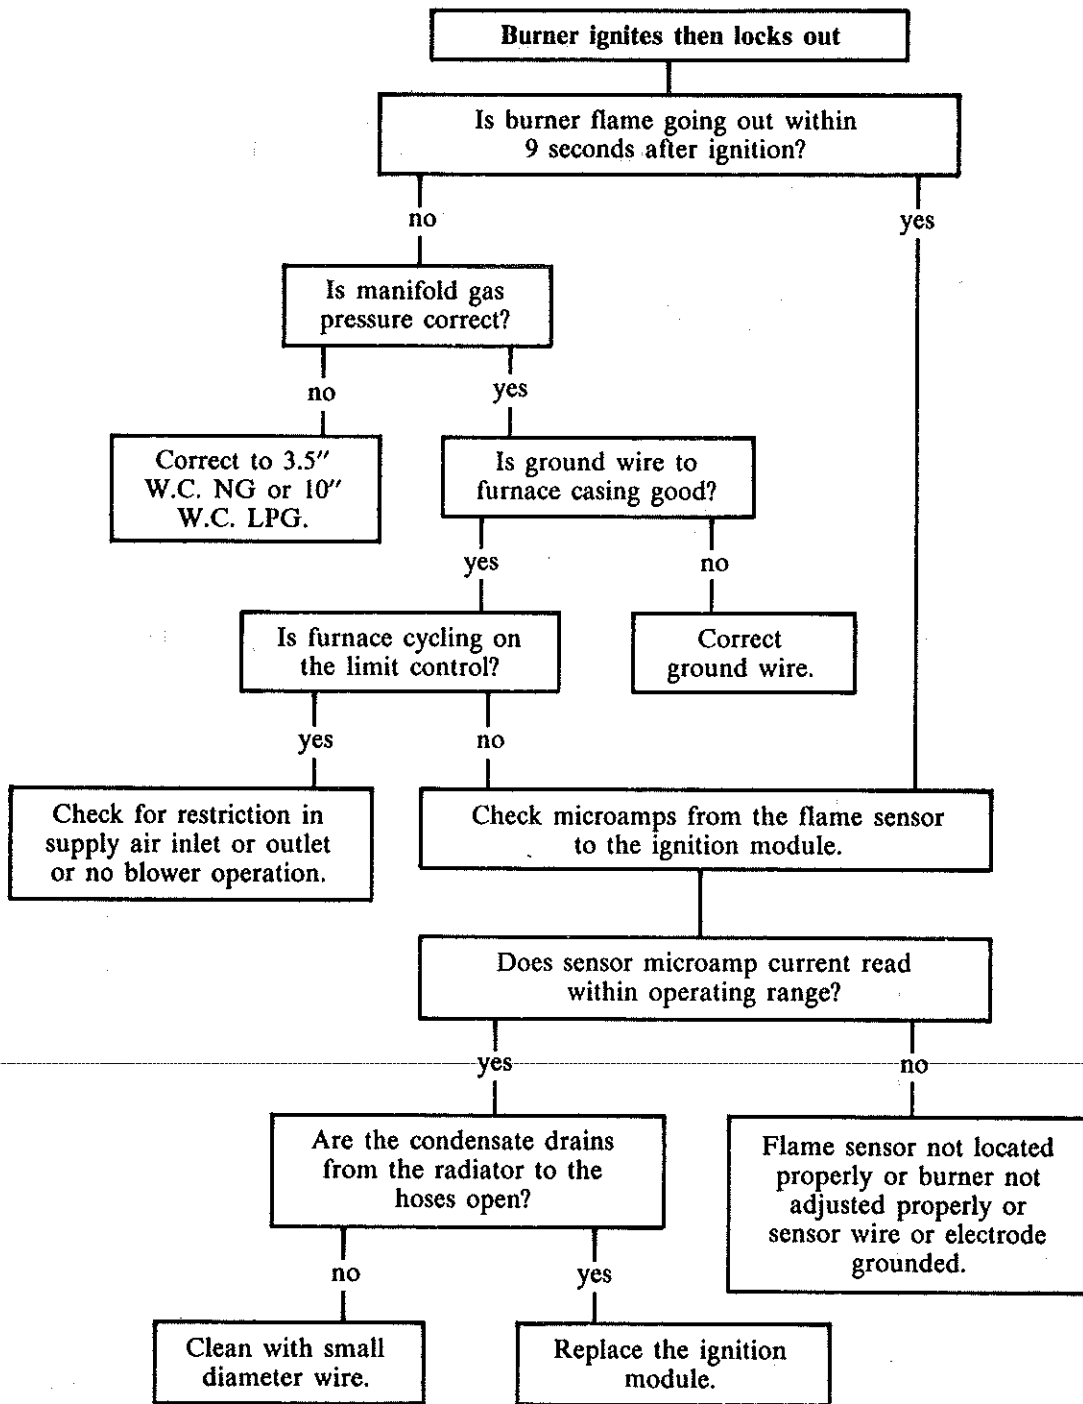 Burner ignites then locks out
Is burner flame going out within
9 seconds after ignition?
no
yes
Is manifold gas
pressure correct?
no
yes
Correct to 3.5″
W.C. NG or 10″
W.C. LPG.
Is ground wire to
furnace casing good?
yes
no
Is furnace cycling on
the limit control?
Correct
ground wire.
yes
no
Check for restriction in
supply air inlet or outlet
or no blower operation.
Check microamps from the flame sensor
to the ignition module.
Does sensor microamp current read
within operating range?
yes
no
Are the condensate drains
from the radiator to the
hoses open?
Flame sensor not located
properly or burner not
adjusted properly or
sensor wire or electrode
grounded.
no
yes
Clean with small
diameter wire.
Replace the ignition
module.